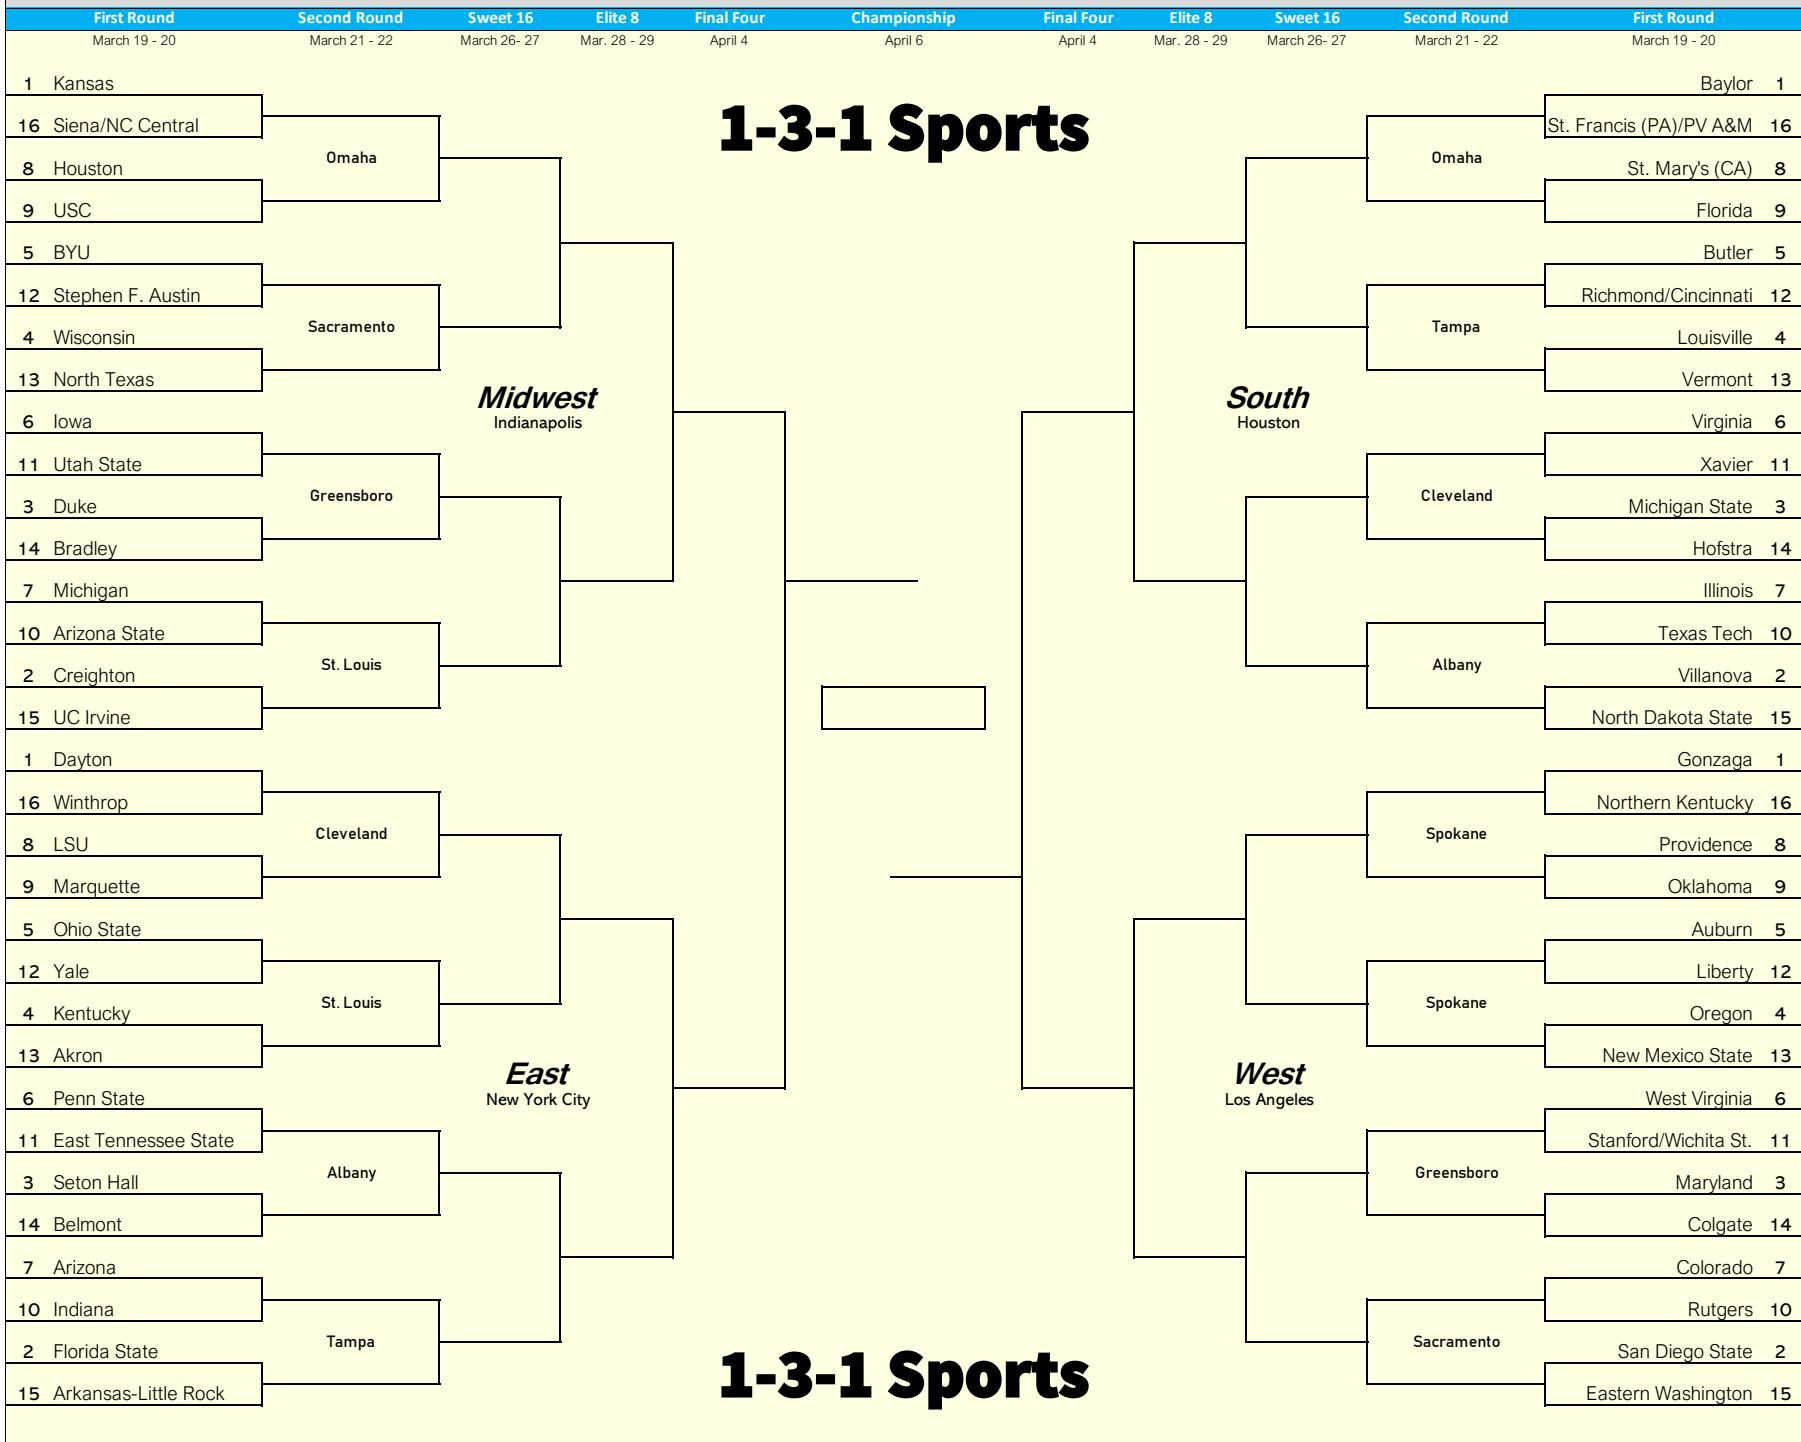 First Round Second Round Sweet 16 Elite 8 Final Four Championship Final Four Elite 8 Sweet 16 Second Round First Round
March 19 - 20 March 21 - 22 March 26- 27 Mar. 28 - 29 April 4 April 6 April 4 Mar. 28 - 29 March 26- 27 March 21 - 22 March 19 - 20
1 Kansas
16 Siena/NC Central
Omaha
8 Houston
9 USC
5 BYU
12 Stephen F. Austin
Sacramento
4 Wisconsin
13 North Texas
Midwest
Indianapolis
6 Iowa
11 Utah State
Greensboro
3 Duke
14 Bradley
7 Michigan
10 Arizona State
St. Louis
2 Creighton
15 UC Irvine
1 Dayton
16 Winthrop
Cleveland
8 LSU
9 Marquette
5 Ohio State
12 Yale
St. Louis
4 Kentucky
13 Akron
East
New York City
6 Penn State
11 East Tennessee State
Albany
3 Seton Hall
14 Belmont
7 Arizona
10 Indiana
Tampa
2 Florida State
15 Arkansas-Little Rock
1-3-1 Sports
1-3-1 Sports
Baylor 1
St. Francis (PA)/PV A&M 16
Omaha
St. Mary's (CA) 8
Florida 9
Butler 5
Richmond/Cincinnati 12
Tampa
Louisville 4
Vermont 13
South
Houston
Virginia 6
Xavier 11
Cleveland
Michigan State 3
Hofstra 14
Illinois 7
Texas Tech 10
Albany
Villanova 2
North Dakota State 15
Gonzaga 1
Northern Kentucky 16
Spokane
Providence 8
Oklahoma 9
Auburn 5
Liberty 12
Spokane
Oregon 4
New Mexico State 13
West
Los Angeles
West Virginia 6
Stanford/Wichita St. 11
Greensboro
Maryland 3
Colgate 14
Colorado 7
Rutgers 10
Sacramento
San Diego State 2
Eastern Washington 15